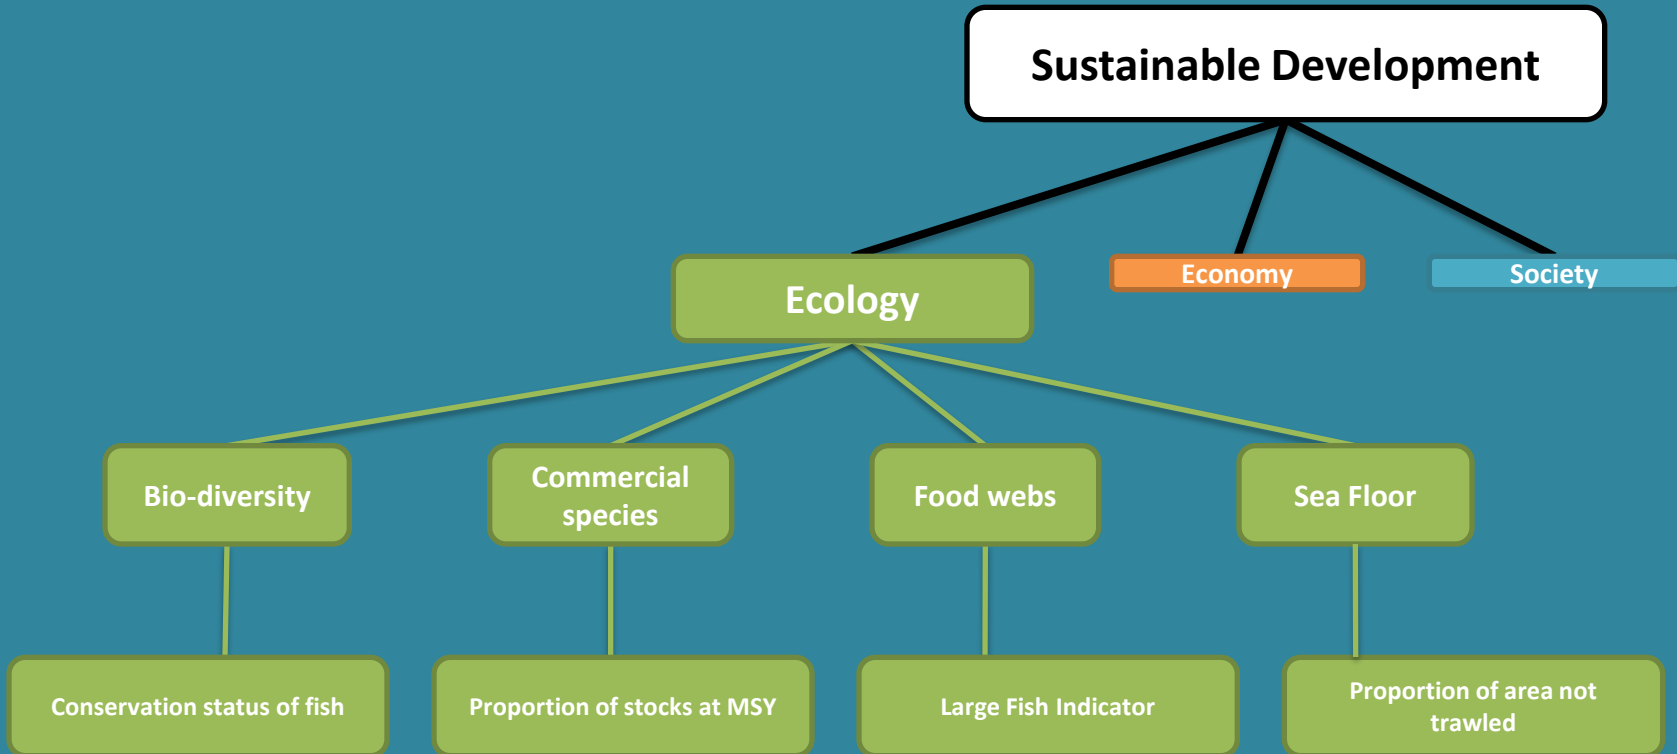 Sustainable Development
Ecology
Economy
Society
Bio-diversity
Commercial
species
Food webs
Sea Floor
Conservation status of fish
Proportion of stocks at MSY
Large Fish Indicator
Proportion of area not
trawled